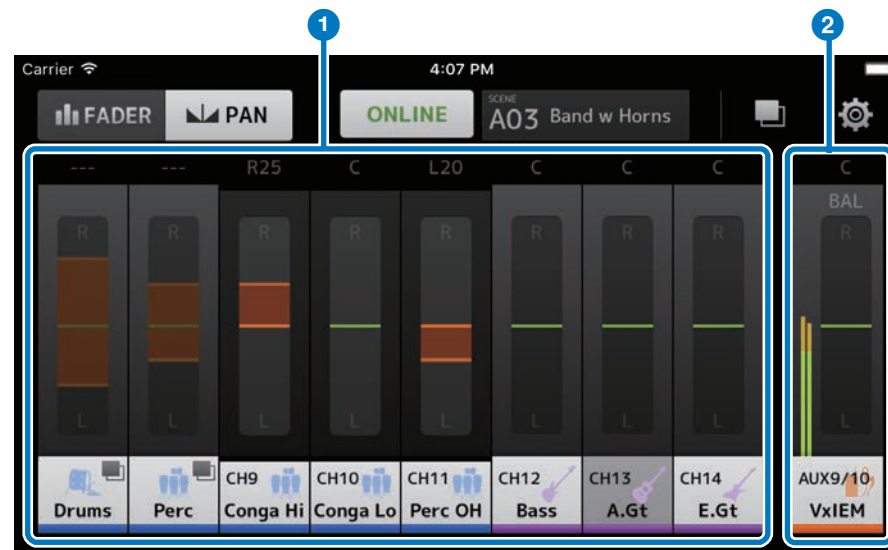 1 2
Carrier 4:07 PM
FADER PAN ONLINE SCENE A03 Band w Horns
--- --- R25 C L20 C C C C
BAL
R R R R R R R R R
L L L L L L L L L
CH9 CH10 CH11 CH12 CH13 CH14 AUX9/10
Drums Perc Conga Hi Conga Lo Perc OH Bass A.Gt E.Gt VxIEM